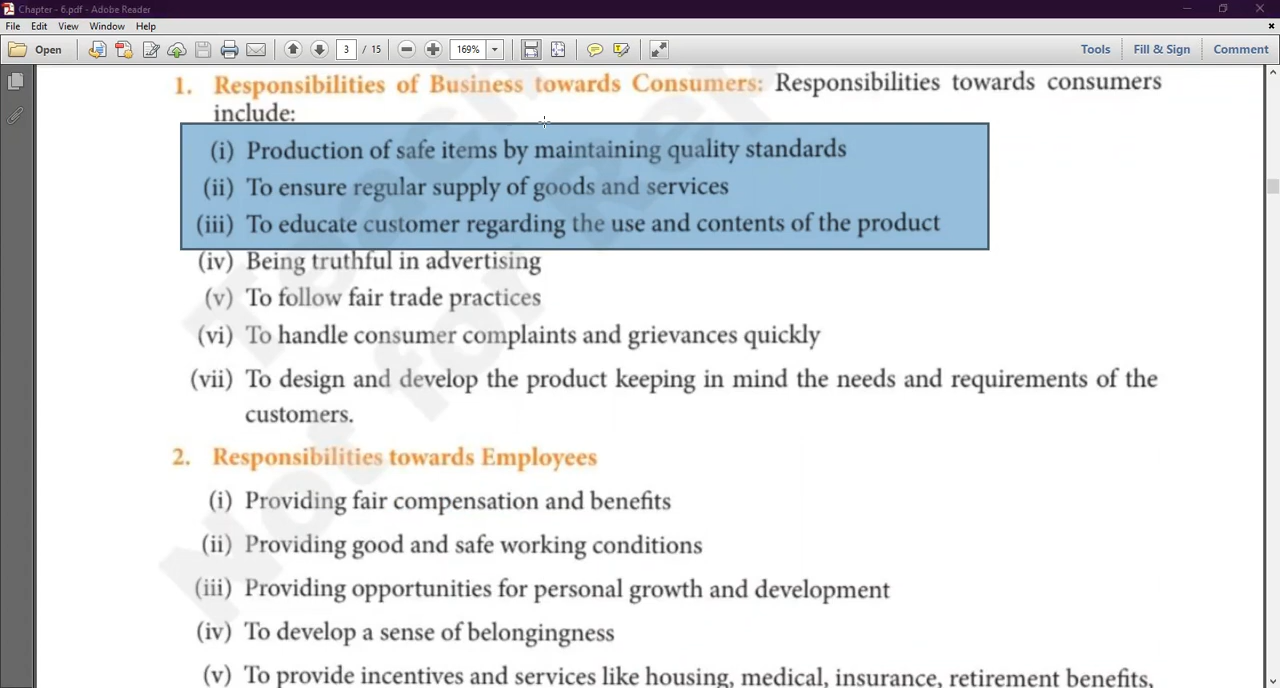 Chapter - 6.pdf - Adobe Reader
File Edit View Window Help
Open 3 / 15 169% Tools Fill & Sign Comment
1. Responsibilities of Business towards Consumers: Responsibilities towards consumers
include:
(i) Production of safe items by maintaining quality standards
(ii) To ensure regular supply of goods and services
(iii) To educate customer regarding the use and contents of the product
(iv) Being truthful in advertising
(v) To follow fair trade practices
(vi) To handle consumer complaints and grievances quickly
(vii) To design and develop the product keeping in mind the needs and requirements of the
customers.
2. Responsibilities towards Employees
(i) Providing fair compensation and benefits
(ii) Providing good and safe working conditions
(iii) Providing opportunities for personal growth and development
(iv) To develop a sense of belongingness
(v) To provide incentives and services like housing, medical, insurance, retirement benefits,